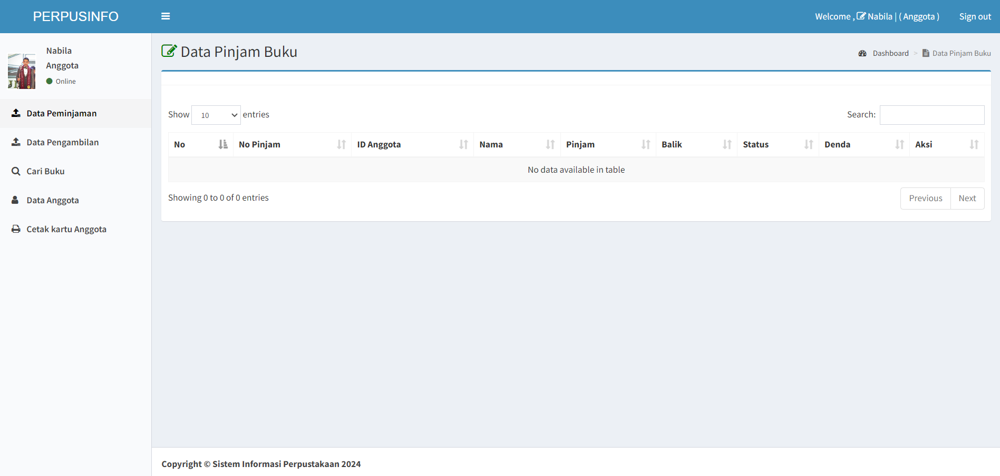 PERPUSINFO
Welcome , Nabila | ( Anggota )
Sign out
Nabila
Anggota
Online
Data Peminjaman
Data Pengambilan
Cari Buku
Data Anggota
Cetak kartu Anggota
Data Pinjam Buku
Dashboard > Data Pinjam Buku
Show 10 entries
Search:
No No Pinjam ID Anggota Nama Pinjam Balik Status Denda Aksi
No data available in table
Showing 0 to 0 of 0 entries
Previous Next
Copyright © Sistem Informasi Perpustakaan 2024